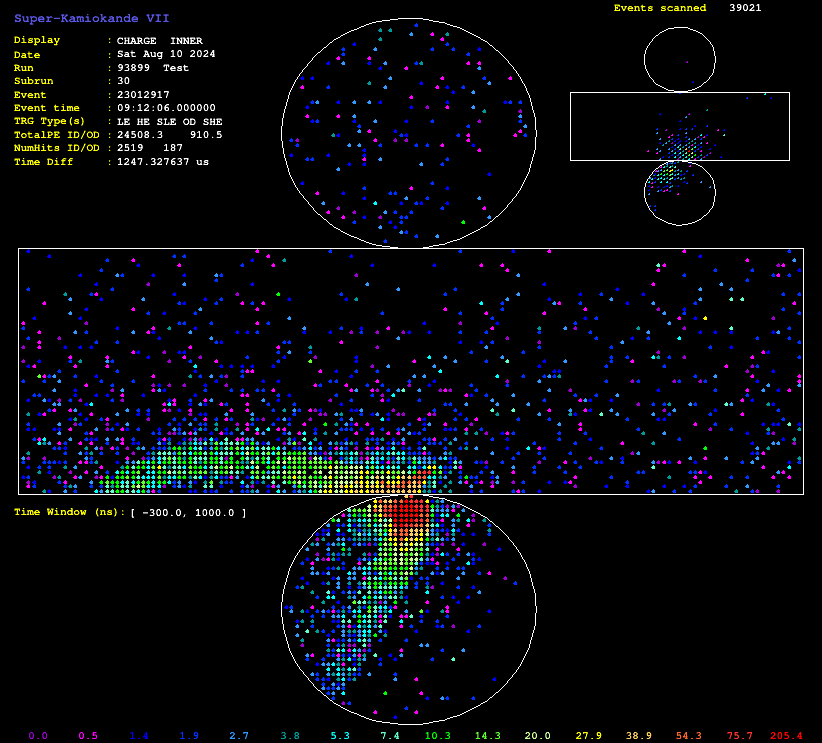 Super-Kamiokande VII
Events scanned 39021
Display : CHARGE INNER
Date : Sat Aug 10 2024
Run : 93899 Test
Subrun : 30
Event : 23012917
Event time : 09:12:06.000000
TRG Type(s) : LE HE SLE OD SHE
TotalPE ID/OD : 24508.3 910.5
NumHits ID/OD : 2519 187
Time Diff : 1247.327637 us
Time Window (ns): [ -300.0, 1000.0 ]
0.0 0.5 1.4 1.9 2.7 3.8 5.3 7.4 10.3 14.3 20.0 27.9 38.9 54.3 75.7 205.4